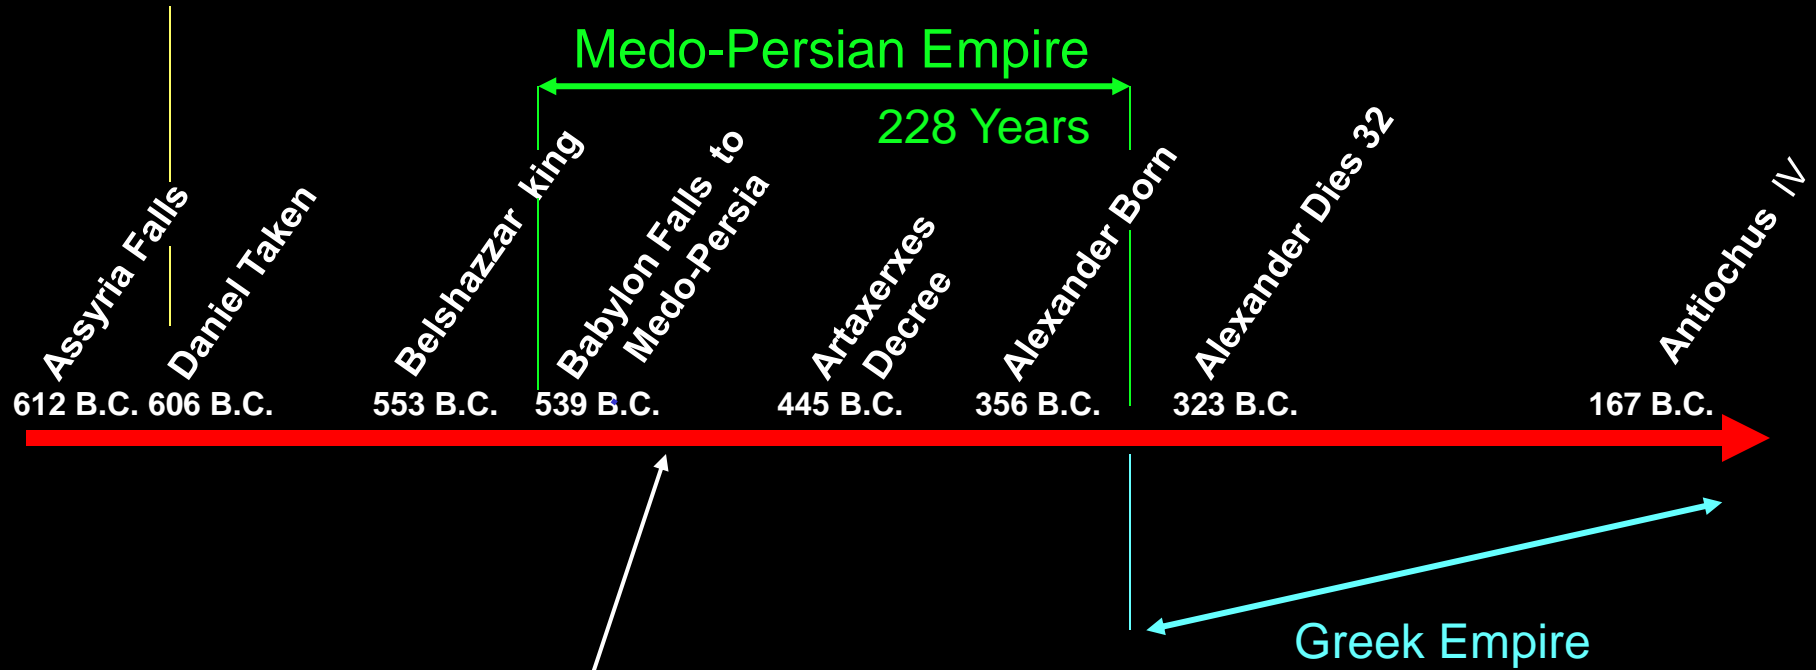 Medo-Persian Empire
228 Years
Assyria Falls
Daniel Taken
Belshazzar king
Babylon Falls to
Medo-Persia
Artaxerxes
Decree
Alexander Born
Alexander Dies 32
Antiochus IV
612 B.C. 606 B.C. 553 B.C. 539 B.C. 445 B.C. 356 B.C. 323 B.C. 167 B.C.
Greek Empire